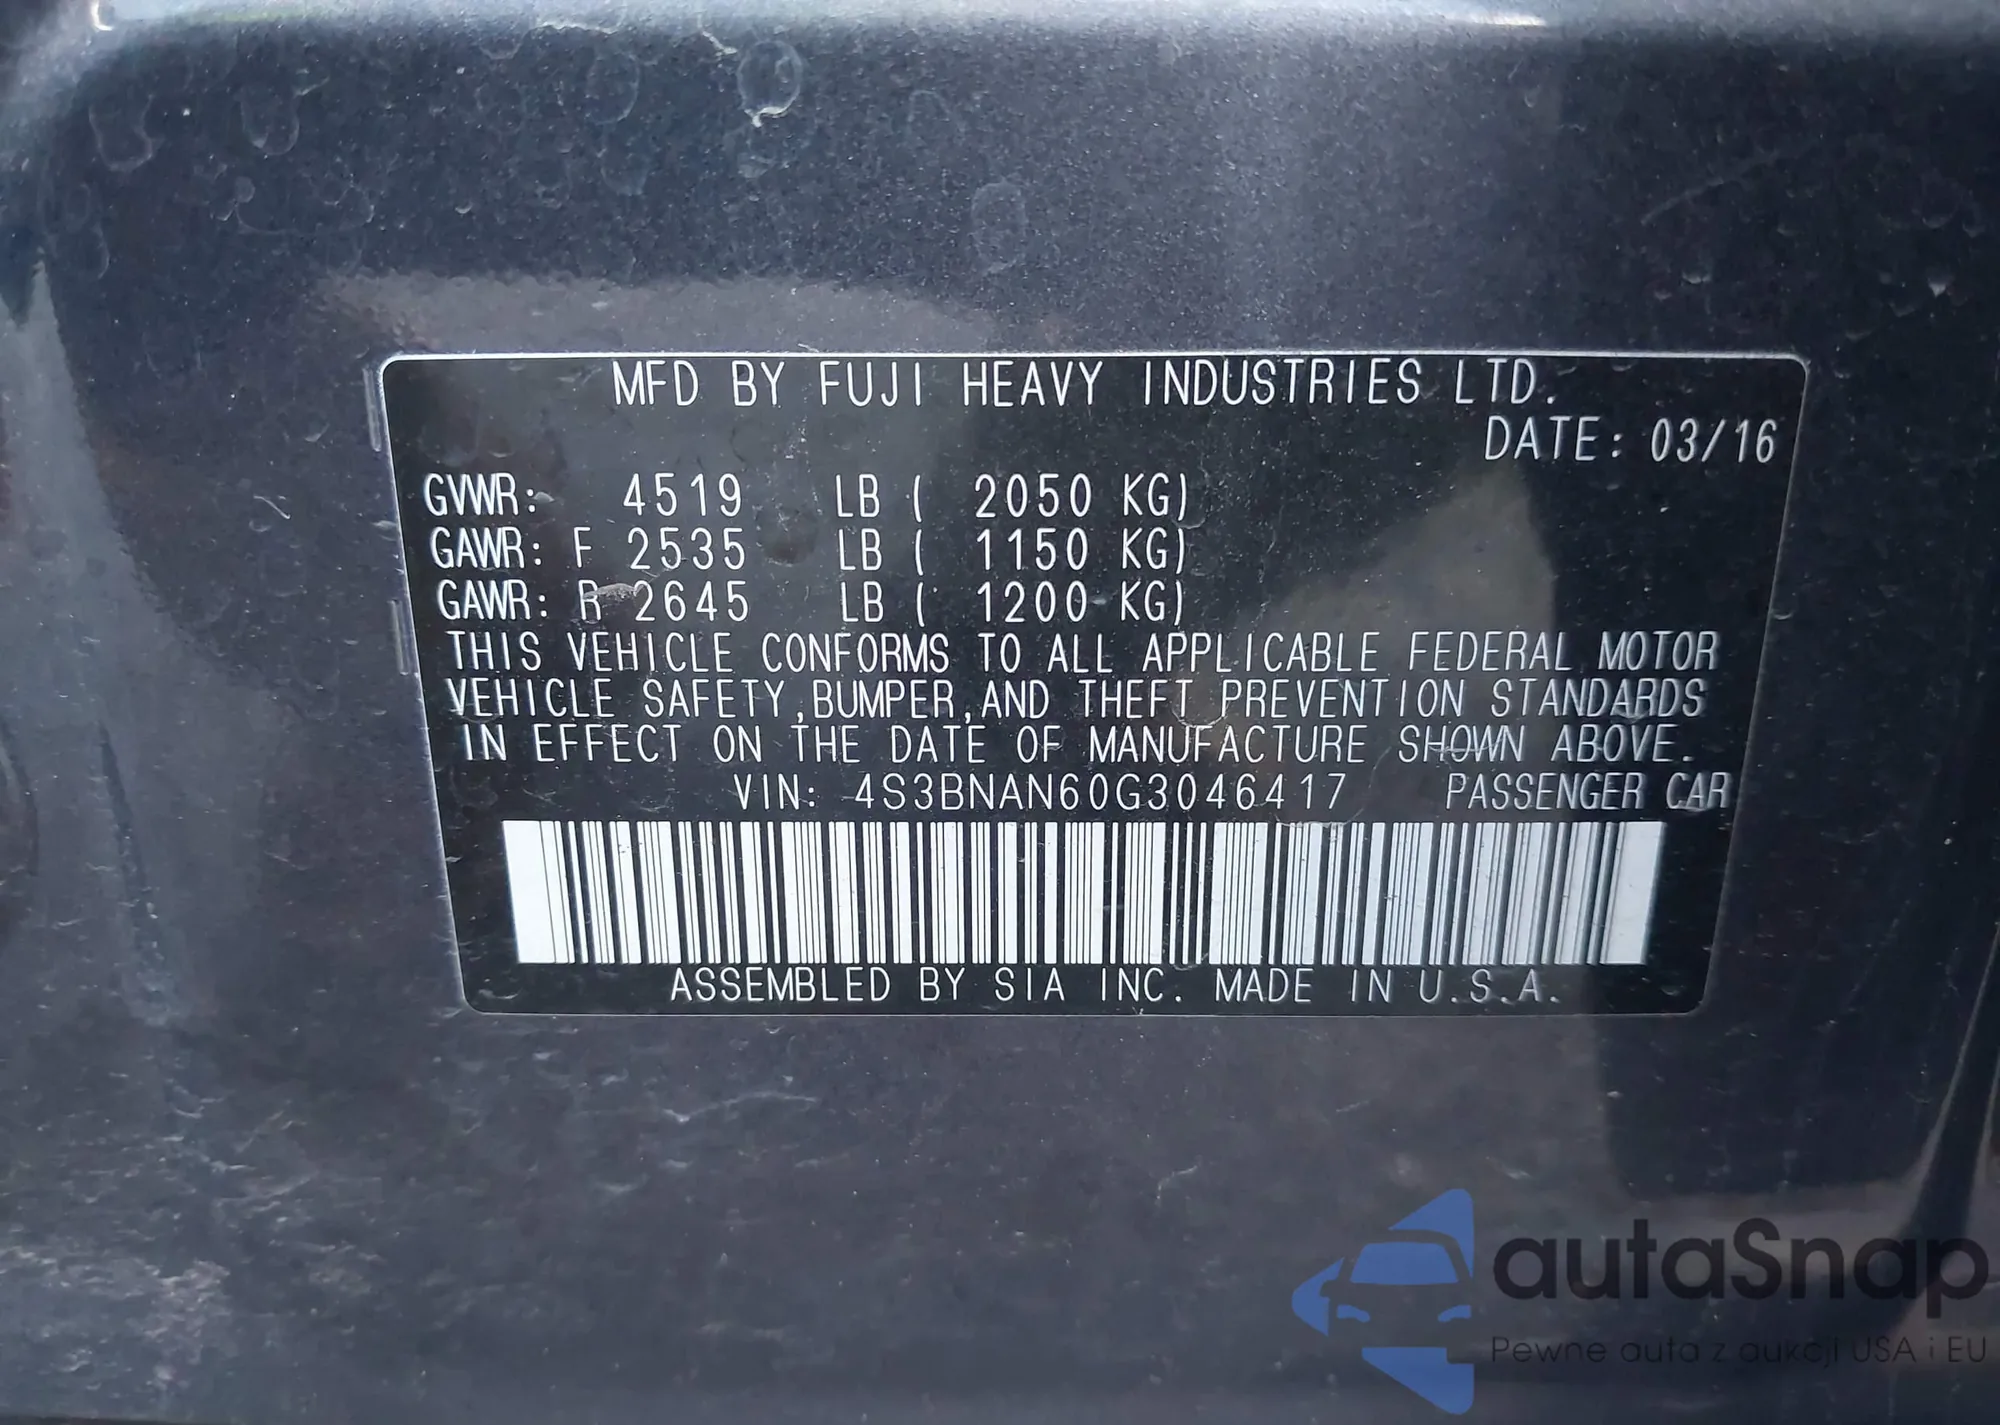 MFD BY FUJI HEAVY INDUSTRIES LTD.
DATE: 03/16
GVWR: 4519 LB ( 2050 KG)
GAWR: F 2535 LB ( 1150 KG)
GAWR: R 2645 LB ( 1200 KG)
THIS VEHICLE CONFORMS TO ALL APPLICABLE FEDERAL MOTOR
VEHICLE SAFETY,BUMPER,AND THEFT PREVENTION STANDARDS
IN EFFECT ON THE DATE OF MANUFACTURE SHOWN ABOVE.
VIN: 4S3BNAN60G3046417 PASSENGER CAR
ASSEMBLED BY SIA INC. MADE IN U.S.A.
autaSnap
Pewne auta z aukcji USA i EU